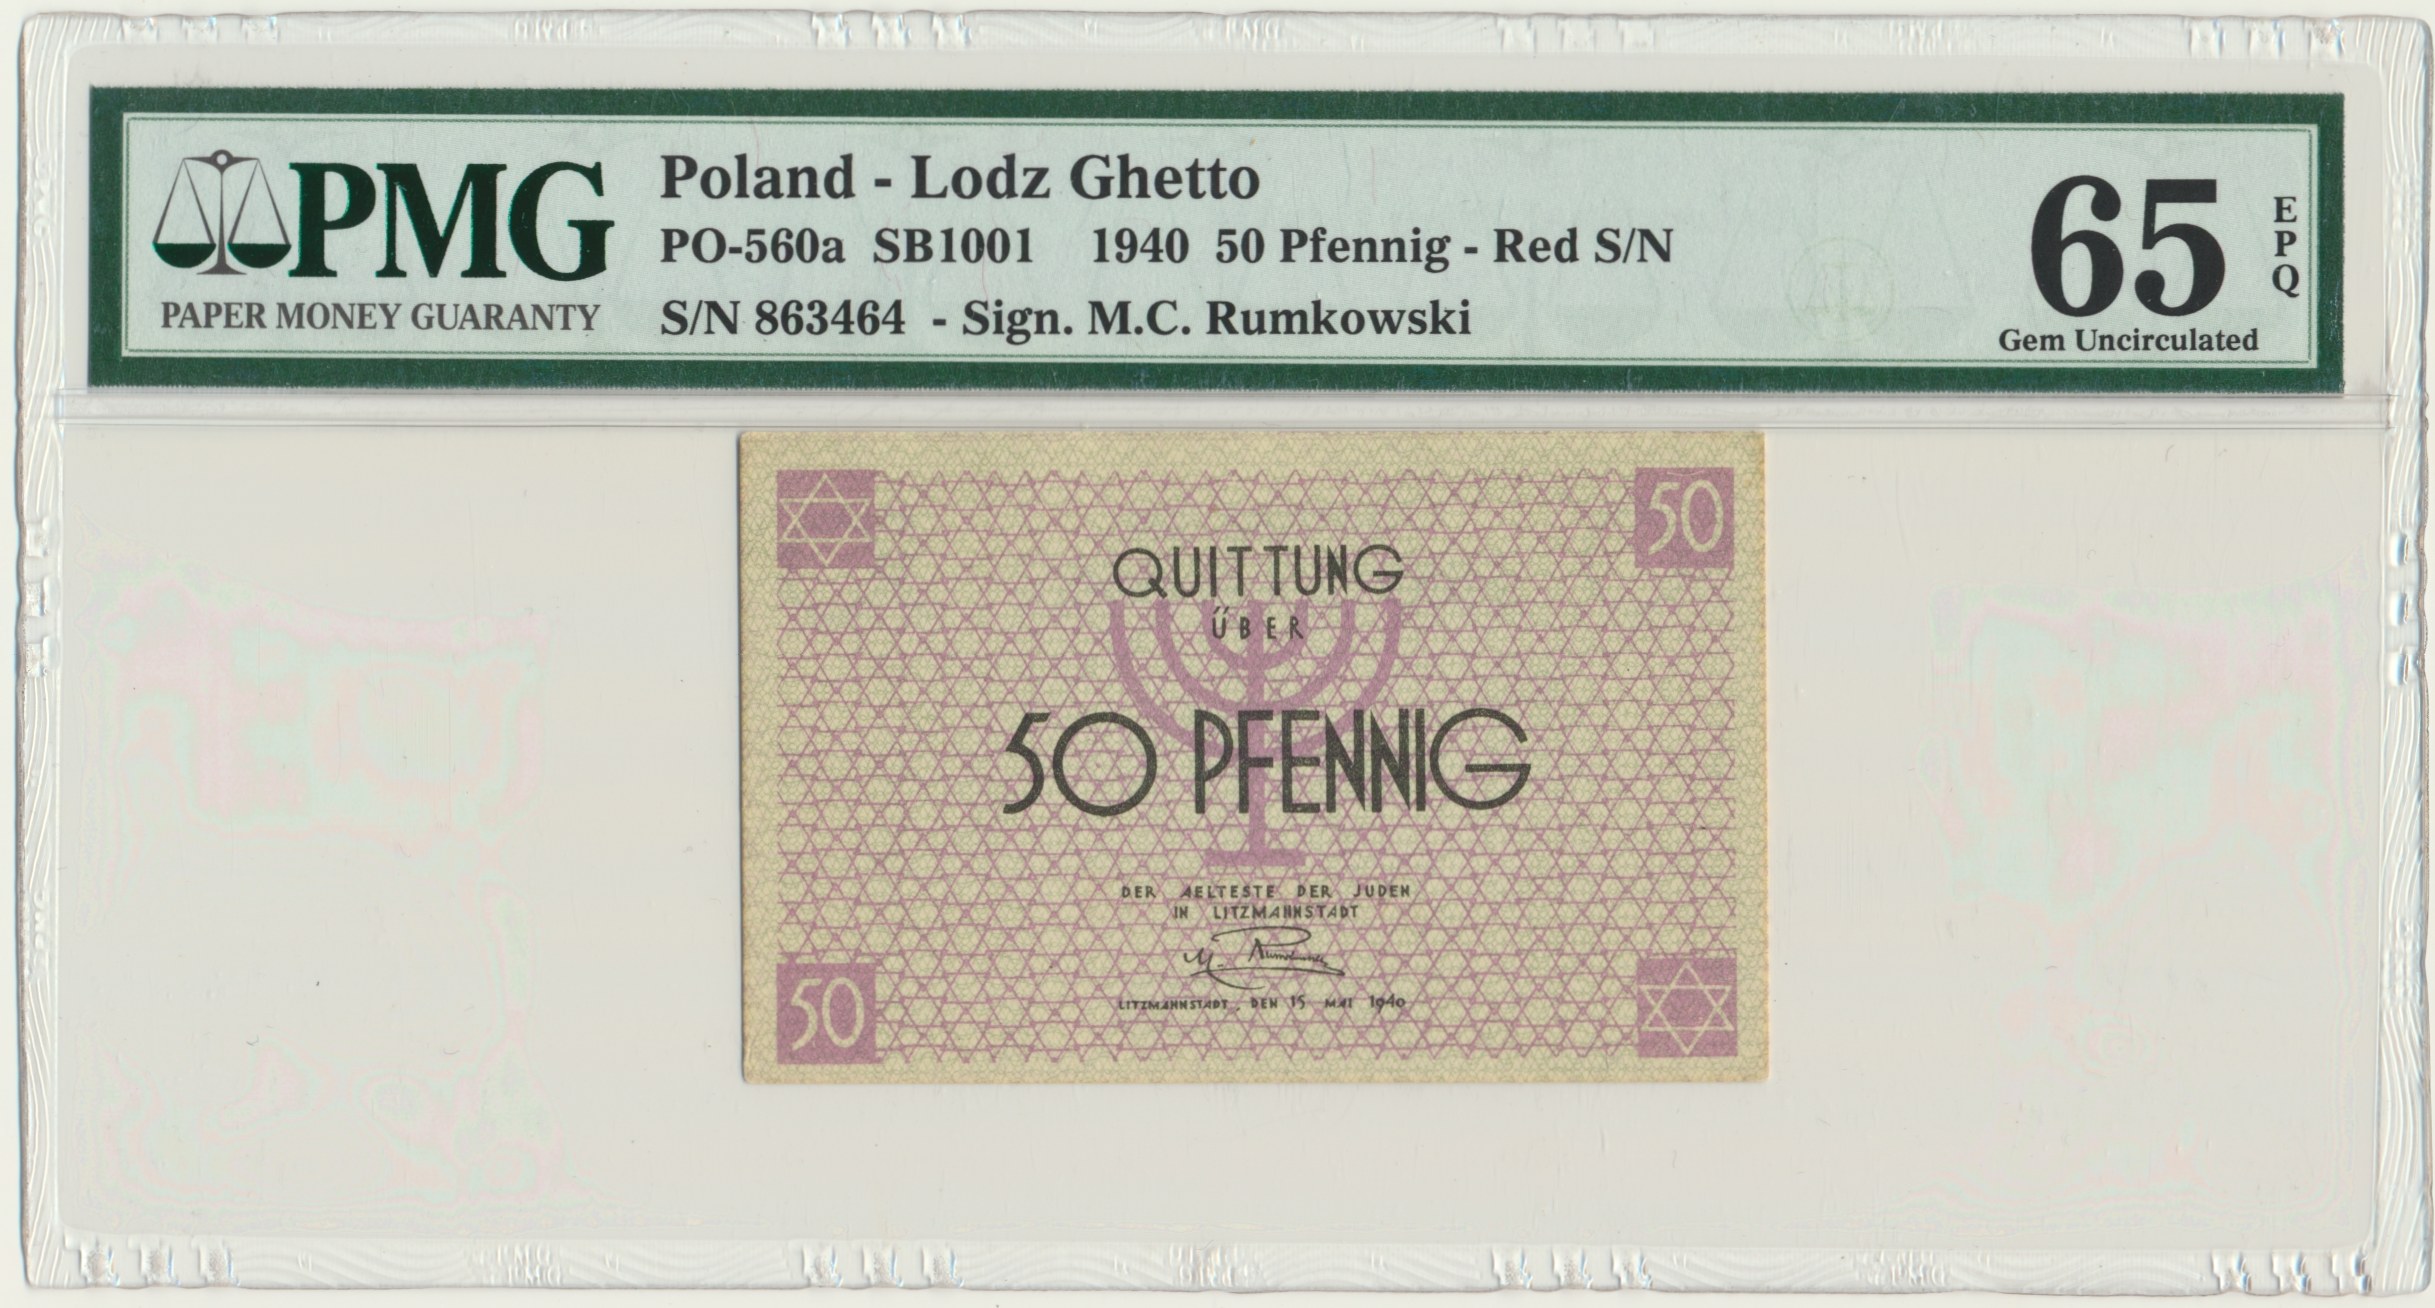 PMG
PAPER MONEY GUARANTY
Poland - Lodz Ghetto
PO-560a SB1001 1940 50 Pfennig - Red S/N
S/N 863464 - Sign. M.C. Rumkowski
65
EPQ
Gem Uncirculated
50
QUITTUNG
ÜBER
50 PFENNIG
DER AELTESTE DER JUDEN
IN LITZMANNSTADT
M. Rumkowski
50
LITZMANNSTADT, DEN 15 MAI 1940